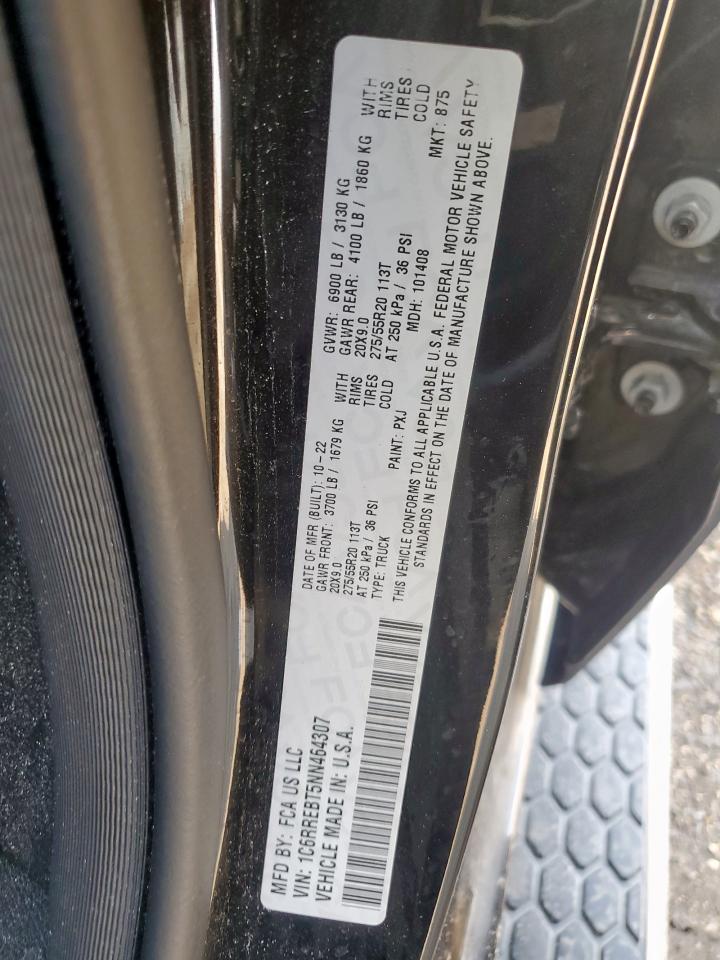 MFD BY: FCA US LLC
VIN: 1C6RREBT5NN464307
VEHICLE MADE IN: U.S.A.
DATE OF MFR (BUILT): 10-22
GAWR FRONT: 3700 LB / 1679 KG WITH
20X9.0 RIMS
275/55R20 113T TIRES
AT 250 kPa / 36 PSI COLD
TYPE: TRUCK PAINT: PXJ
GVWR: 6900 LB / 3130 KG
GAWR REAR: 4100 LB / 1860 KG WITH
20X9.0 RIMS
275/55R20 113T TIRES
AT 250 kPa / 36 PSI COLD
MDH: 101408 MKT: 875
THIS VEHICLE CONFORMS TO ALL APPLICABLE U.S.A. FEDERAL MOTOR VEHICLE SAFETY
STANDARDS IN EFFECT ON THE DATE OF MANUFACTURE SHOWN ABOVE.